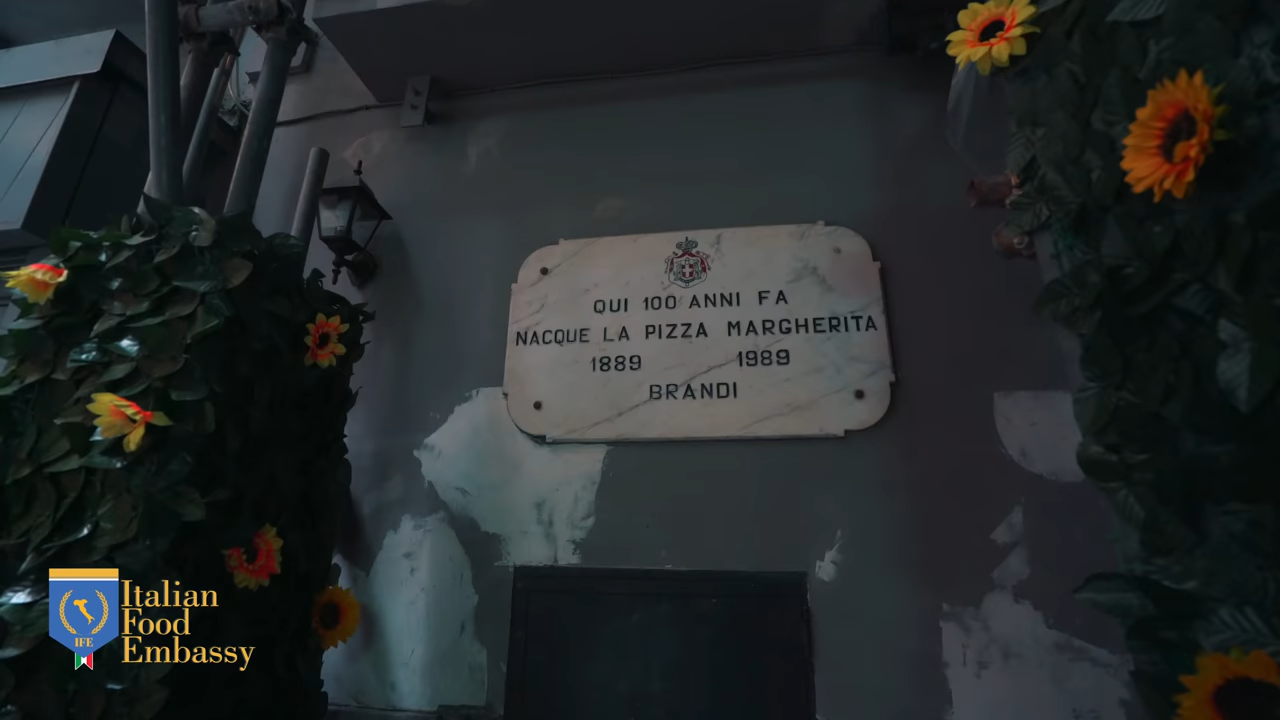 QUI 100 ANNI FA
NACQUE LA PIZZA MARGHERITA
1889 1989
BRANDI
IFE
Italian
Food
Embassy